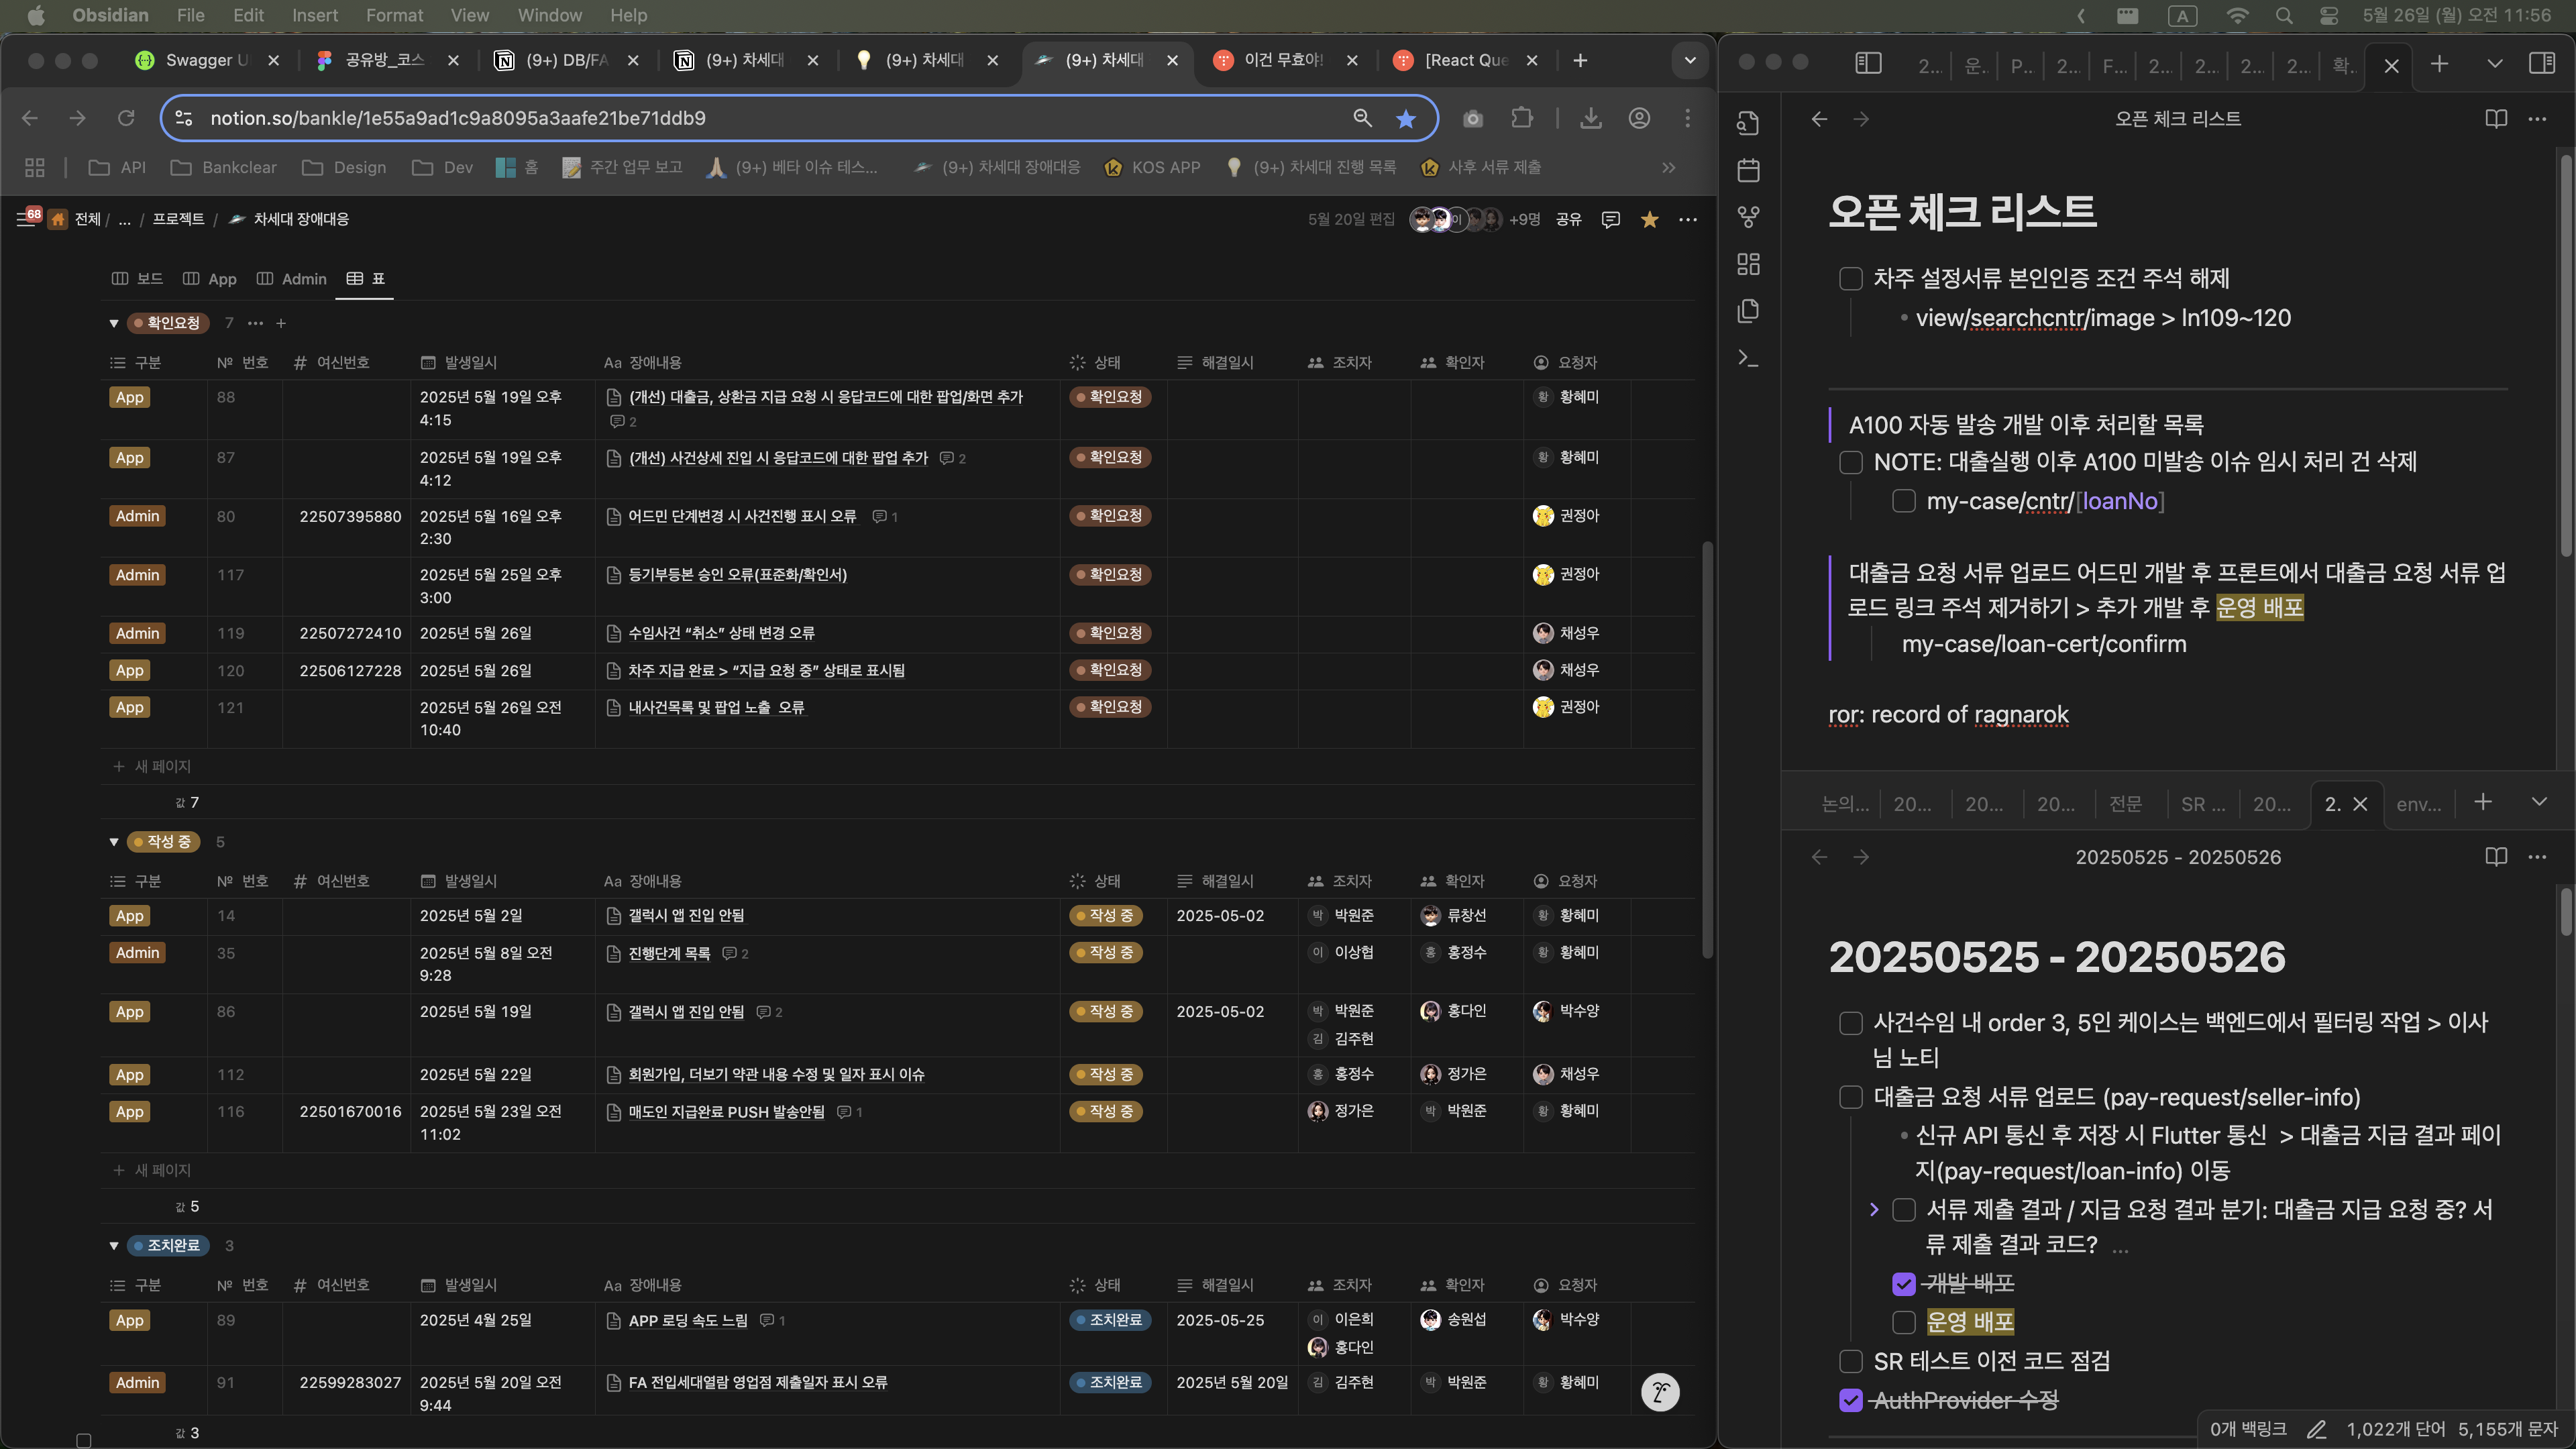 Obsidian File Edit Insert Format View Window Help
A 5월 26일 (월) 오전 11:56
Swagger U
공유방_코스
(9+) DB/FA
(9+) 차세대
(9+) 차세대
(9+) 차세대
이건 무효야!
[React Que
notion.so/bankle/1e55a9ad1c9a8095a3aafe21be71ddb9
API Bankclear Design Dev 홈 주간 업무 보고 (9+) 베타 이슈 테스... (9+) 차세대 장애대응 KOS APP (9+) 차세대 진행 목록 사후 서류 제출
68 전체 / ... / 프로젝트 / 차세대 장애대응
5월 20일 편집 이 +9명 공유
보드 App Admin 표
확인요청 7
구분 번호 여신번호 발생일시 Aa 장애내용 상태 해결일시 조치자 확인자 요청자
App 88 2025년 5월 19일 오후 (개선) 대출금, 상환금 지급 요청 시 응답코드에 대한 팝업/화면 추가 확인요청 황 황혜미
4:15 2
App 87 2025년 5월 19일 오후 (개선) 사건상세 진입 시 응답코드에 대한 팝업 추가 2 확인요청 황 황혜미
4:12
Admin 80 22507395880 2025년 5월 16일 오후 어드민 단계변경 시 사건진행 표시 오류 1 확인요청 권정아
2:30
Admin 117 2025년 5월 25일 오후 등기부등본 승인 오류(표준화/확인서) 확인요청 권정아
3:00
Admin 119 22507272410 2025년 5월 26일 수임사건 “취소” 상태 변경 오류 확인요청 채성우
App 120 22506127228 2025년 5월 26일 차주 지급 완료 > “지급 요청 중” 상태로 표시됨 확인요청 채성우
App 121 2025년 5월 26일 오전 내사건목록 및 팝업 노출 오류 확인요청 권정아
10:40
+ 새 페이지
값 7
작성 중 5
구분 번호 여신번호 발생일시 Aa 장애내용 상태 해결일시 조치자 확인자 요청자
App 14 2025년 5월 2일 갤럭시 앱 진입 안됨 작성 중 2025-05-02 박 박원준 류창선 황 황혜미
Admin 35 2025년 5월 8일 오전 진행단계 목록 2 작성 중 이 이상협 홍 홍정수 황 황혜미
9:28
App 86 2025년 5월 19일 갤럭시 앱 진입 안됨 2 작성 중 2025-05-02 박 박원준 홍다인 박수양
김 김주현
App 112 2025년 5월 22일 회원가입, 더보기 약관 내용 수정 및 일자 표시 이슈 작성 중 홍 홍정수 정가은 채성우
App 116 22501670016 2025년 5월 23일 오전 매도인 지급완료 PUSH 발송안됨 1 작성 중 정가은 박 박원준 황 황혜미
11:02
+ 새 페이지
값 5
조치완료 3
구분 번호 여신번호 발생일시 Aa 장애내용 상태 해결일시 조치자 확인자 요청자
App 89 2025년 4월 25일 APP 로딩 속도 느림 1 조치완료 2025-05-25 이 이은희 송원섭 박수양
홍다인
Admin 91 22599283027 2025년 5월 20일 오전 FA 전입세대열람 영업점 제출일자 표시 오류 조치완료 2025년 5월 20일 김 김주현 박 박원준 황 황혜미
9:44
값 3
2... 운.. P... 2... F... 2... 2... 2... 2... 확..
오픈 체크 리스트
오픈 체크 리스트
차주 설정서류 본인인증 조건 주석 해제
view/searchcntr/image > ln109~120
A100 자동 발송 개발 이후 처리할 목록
NOTE: 대출실행 이후 A100 미발송 이슈 임시 처리 건 삭제
my-case/cntr/[loanNo]
대출금 요청 서류 업로드 어드민 개발 후 프론트에서 대출금 요청 서류 업
로드 링크 주석 제거하기 > 추가 개발 후 운영 배포
my-case/loan-cert/confirm
ror: record of ragnarok
논의... 20... 20... 20... 전문 SR ... 20... 2. env...
20250525 - 20250526
20250525 - 20250526
사건수임 내 order 3, 5인 케이스는 백엔드에서 필터링 작업 > 이사
님 노티
대출금 요청 서류 업로드 (pay-request/seller-info)
신규 API 통신 후 저장 시 Flutter 통신 > 대출금 지급 결과 페이
지(pay-request/loan-info) 이동
서류 제출 결과 / 지급 요청 결과 분기: 대출금 지급 요청 중? 서
류 제출 결과 코드? ...
개발 배포
운영 배포
SR 테스트 이전 코드 점검
AuthProvider 수정
0개 백링크 1,022개 단어 5,155개 문자